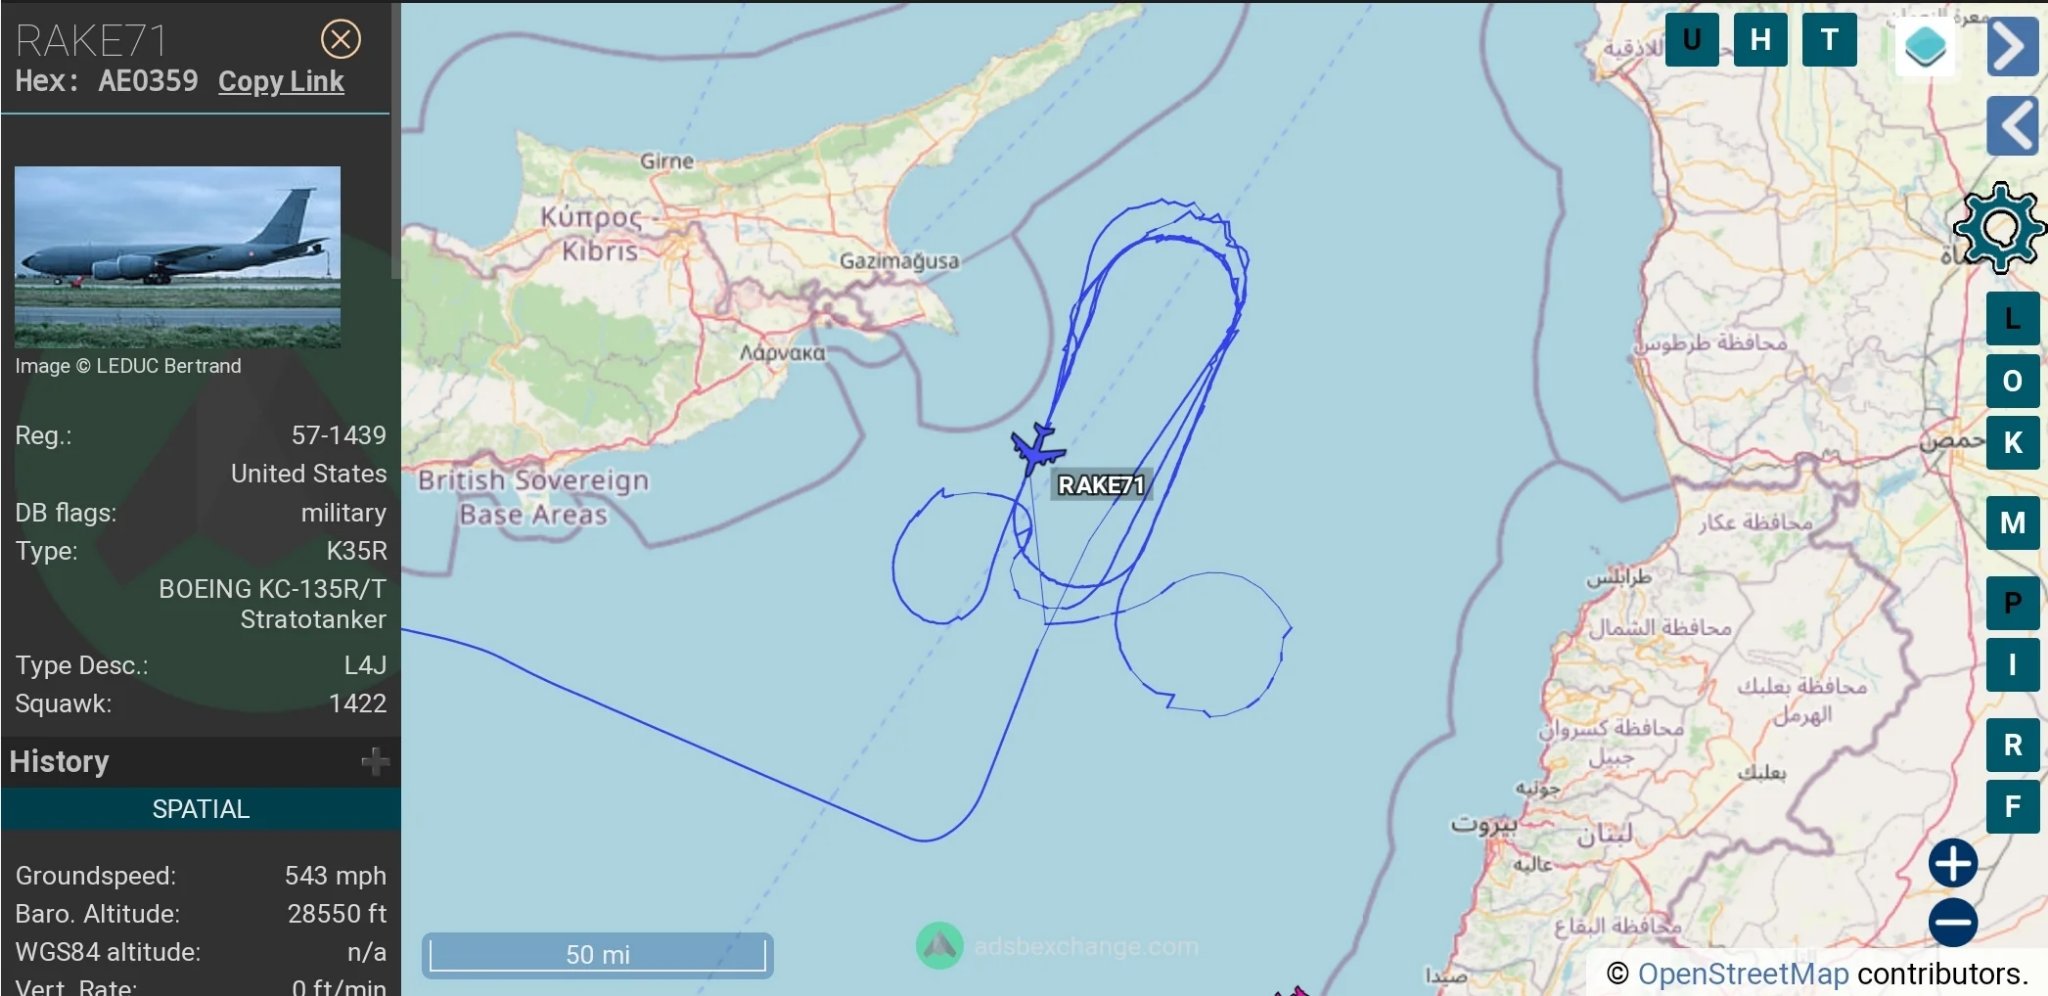 RAKE71
Hex: AE0359 Copy Link
Image © LEDUC Bertrand
Reg.: 57-1439
United States
DB flags: military
Type: K35R
BOEING KC-135R/T
Stratotanker
Type Desc.: L4J
Squawk: 1422
History
SPATIAL
Groundspeed: 543 mph
Baro. Altitude: 28550 ft
WGS84 altitude: n/a
Vert. Rate: 0 ft/min
Girne
Κύπρος -
Kıbrıs
Gazimağusa
Λάρνακα
British Sovereign
Base Areas
RAKE71
U H T
L
O
K
M
P
I
R
F
محافظة طرطوس
حمص
محافظة عكار
طرابلس
محافظة الشمال
محافظة بعلبك
الهرمل
محافظة كسروان
جبيل
بعلبك
جونيه
بيروت
لبنان
عاليه
محافظة البقاع
صيدا
50 mi
adsbexchange.com
© OpenStreetMap contributors.